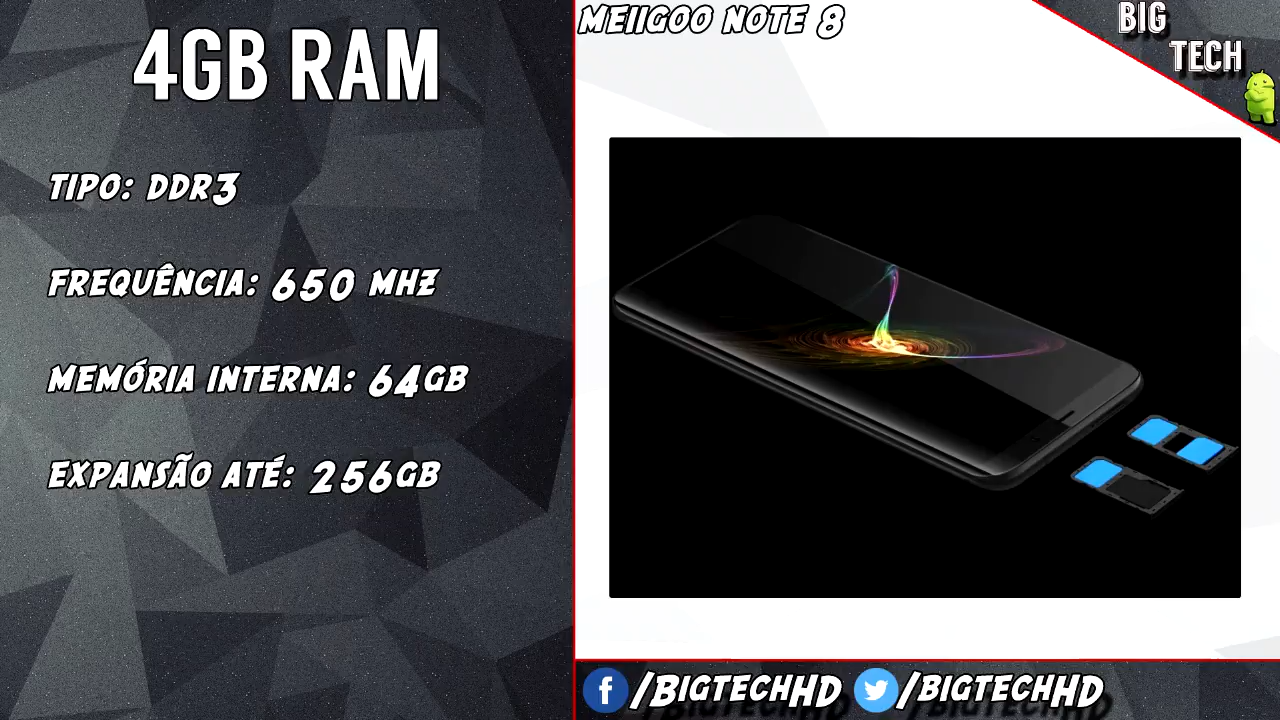 4GB RAM
TIPO: DDR3
FREQUÊNCIA: 650 MHZ
MEMÓRIA INTERNA: 64GB
EXPANSÃO ATÉ: 256GB
MEIIGOO NOTE 8
BIG
TECH
/BIGTECHHD /BIGTECHHD